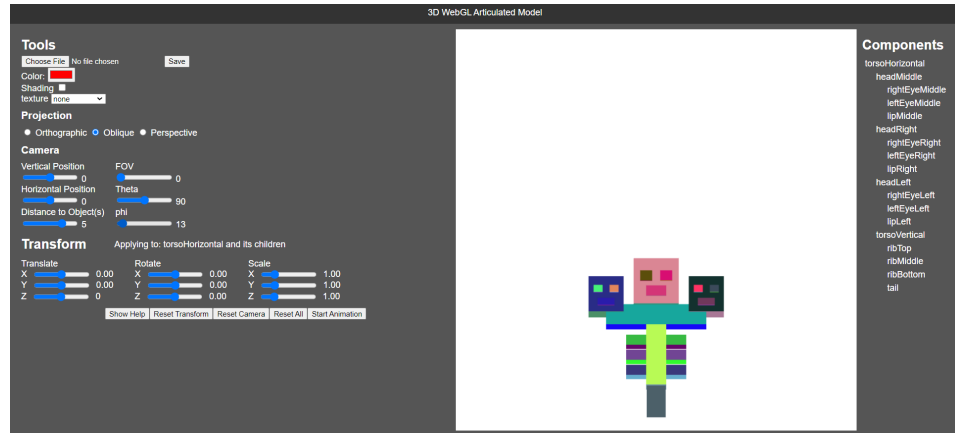 3D WebGL Articulated Model
Tools
Choose File No file chosen Save
Color:
Shading
texture none
Projection
Orthographic Oblique Perspective
Camera
Vertical Position FOV
0 0
Horizontal Position Theta
0 90
Distance to Object(s) phi
5 13
Transform Applying to: torsoHorizontal and its children
Translate Rotate Scale
X 0.00 X 0.00 X 1.00
Y 0.00 Y 0.00 Y 1.00
Z 0 Z 0.00 Z 1.00
Show Help Reset Transform Reset Camera Reset All Start Animation
Components
torsoHorizontal
headMiddle
rightEyeMiddle
leftEyeMiddle
lipMiddle
headRight
rightEyeRight
leftEyeRight
lipRight
headLeft
rightEyeLeft
leftEyeLeft
lipLeft
torsoVertical
ribTop
ribMiddle
ribBottom
tail